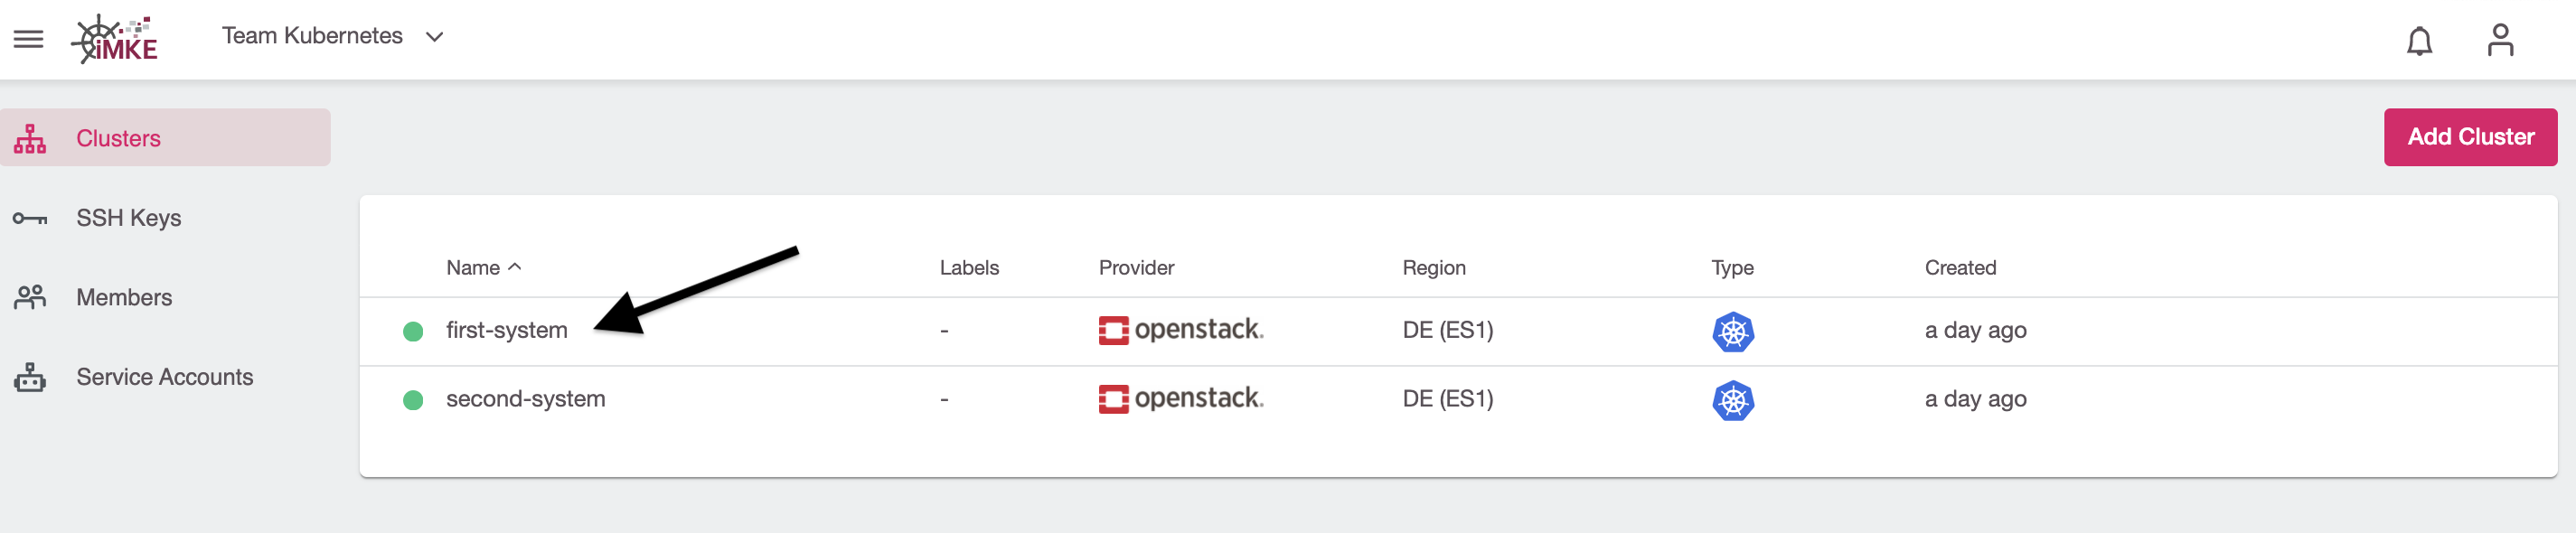 iMKE
Team Kubernetes
Clusters
Add Cluster
SSH Keys
Members
Service Accounts
Name Labels Provider Region Type Created
first-system - openstack. DE (ES1) a day ago
second-system - openstack. DE (ES1) a day ago